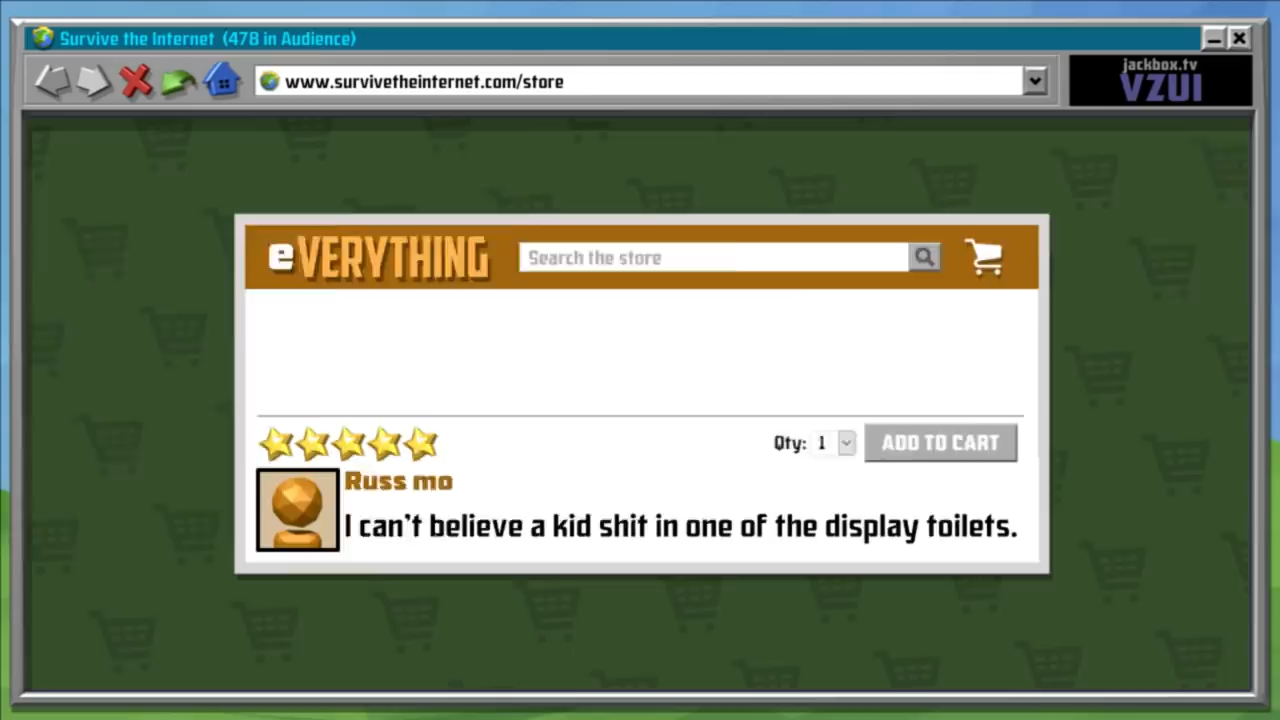 Survive the Internet (478 in Audience)
www.survivetheinternet.com/store
jackbox.tv
VZUI
eVERYTHING
Search the store
Qty: 1
ADD TO CART
Russ mo
I can't believe a kid shit in one of the display toilets.